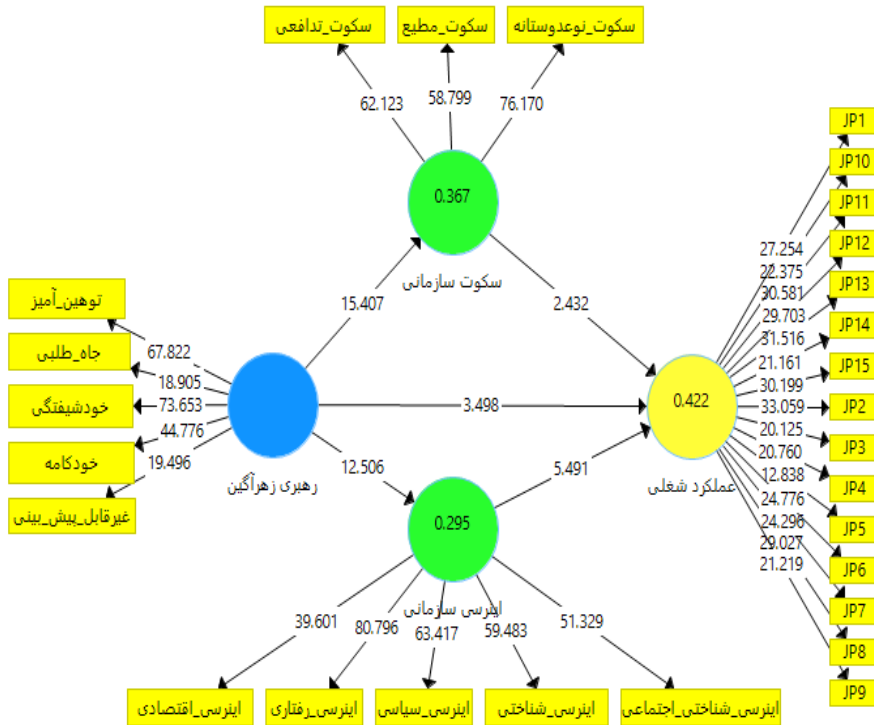 سکوت_تدافعی
سکوت_مطیع
سکوت_نوعدوستانه
62.123
58.799
76.170
0.367
سکوت سازمانی
15.407
2.432
توهین_آمیز
جاه_طلبی
خودشیفتگی
خودکامه
غیرقابل_پیش_بینی
67.822
18.905
73.653
44.776
19.496
رهبری زهرآگین
3.498
12.506
5.491
0.422
عملکرد شغلی
0.295
اینرسی سازمانی
39.601
80.796
63.417
59.483
51.329
اینرسی_اقتصادی
اینرسی_رفتاری
اینرسی_سیاسی
اینرسی_شناختی
اینرسی_شناختی_اجتماعی
27.254
22.375
30.581
29.703
31.516
21.161
30.199
33.059
20.125
20.760
12.838
24.776
24.296
29.027
21.219
JP1
JP10
JP11
JP12
JP13
JP14
JP15
JP2
JP3
JP4
JP5
JP6
JP7
JP8
JP9